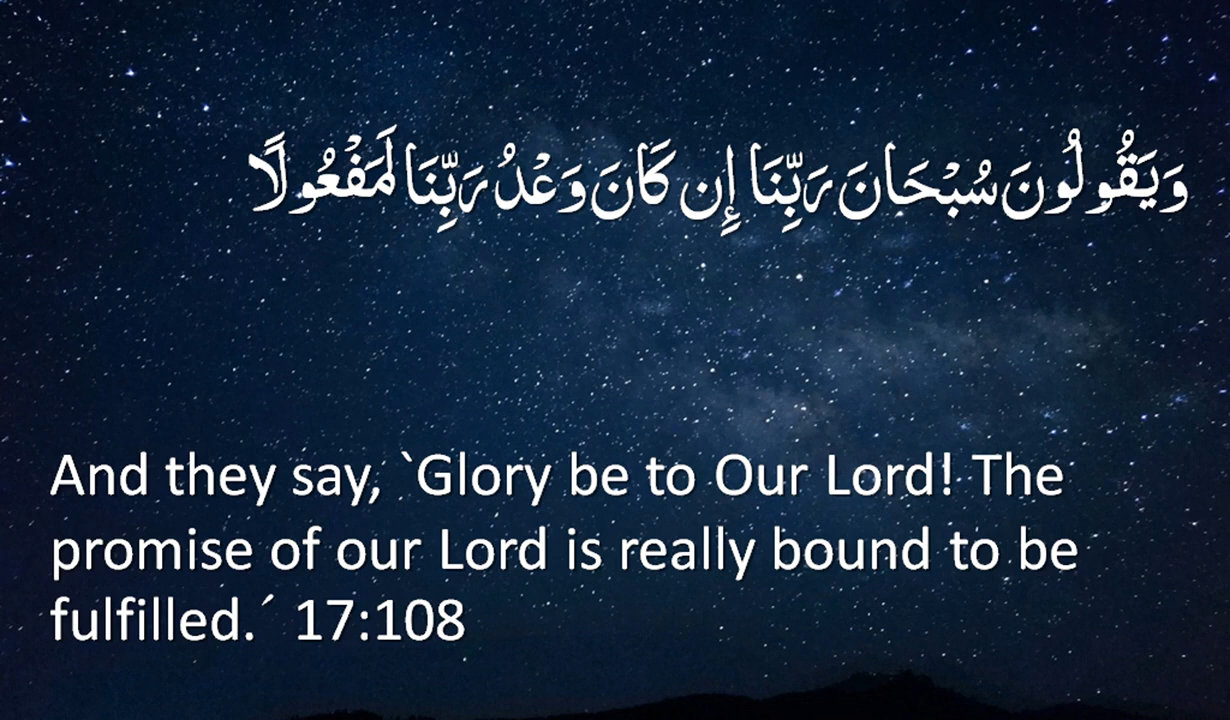 وَيَقُولُونَ سُبْحَانَ رَبِّنَا إِن كَانَ وَعْدُ رَبِّنَا لَمَفْعُولًا
And they say, `Glory be to Our Lord! The
promise of our Lord is really bound to be
fulfilled.´ 17:108